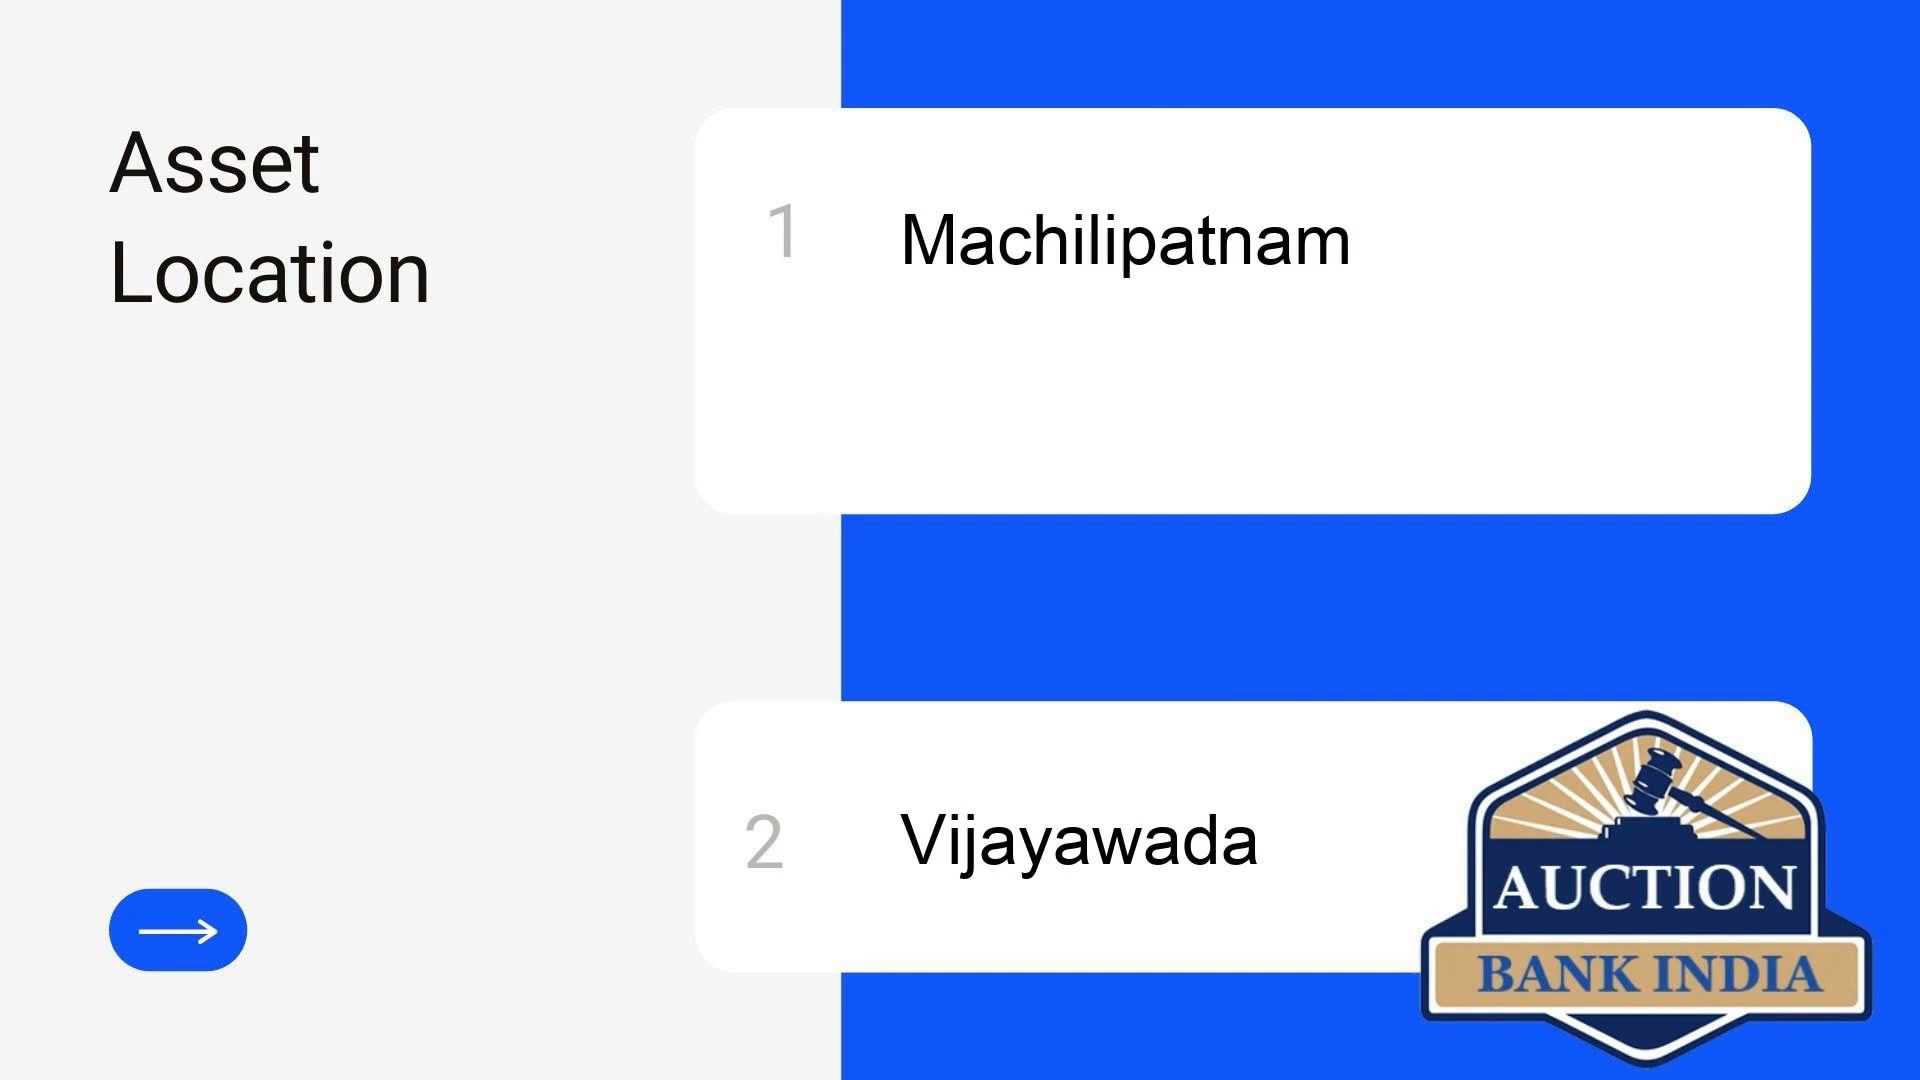 Asset
Location
1
Machilipatnam
2
Vijayawada
AUCTION
BANK INDIA